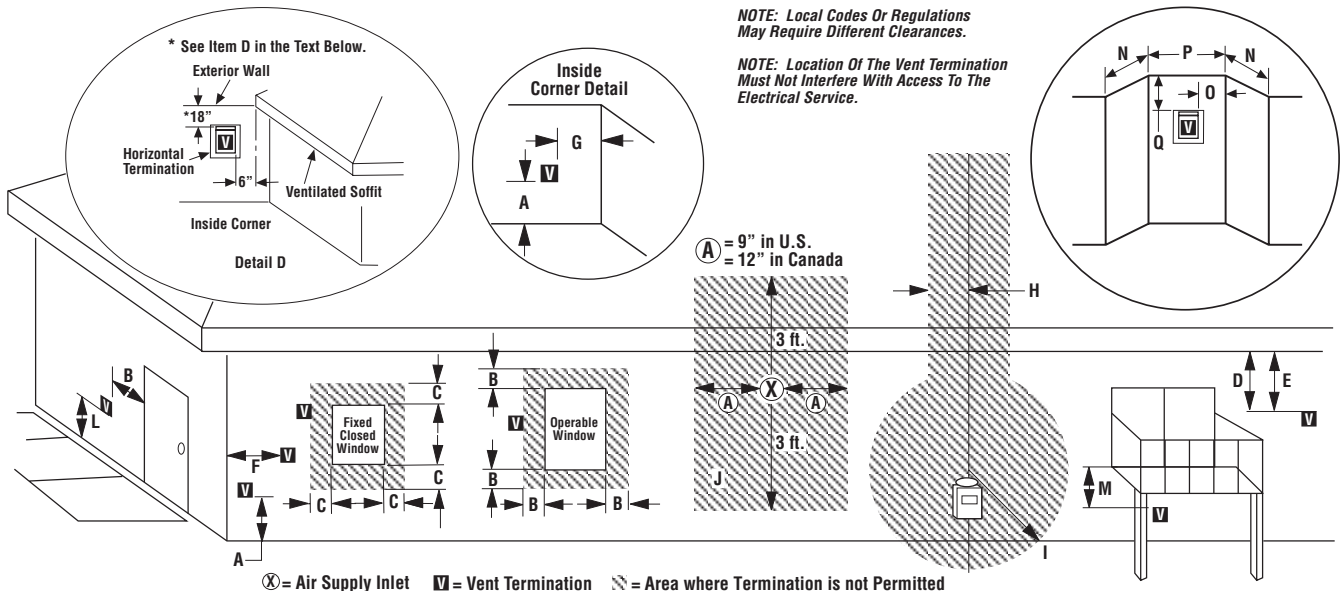 NOTE: Local Codes Or Regulations
May Require Different Clearances.
NOTE: Location Of The Vent Termination
Must Not Interfere With Access To The
Electrical Service.
* See Item D in the Text Below.
Exterior Wall
*18”
V
Horizontal
Termination
6”
Ventilated Soffit
Inside Corner
Detail D
Inside
Corner Detail
G
V
A
N
P
N
O
Q
V
A = 9” in U.S.
= 12” in Canada
H
3 ft.
A
X
A
3 ft.
J
B
V
L
F
V
V
A
C
V
Fixed
Closed
Window
C
C
C
B
V
Operable
Window
B
B
B
I
D
E
V
M
V
X = Air Supply Inlet
V = Vent Termination
= Area where Termination is not Permitted